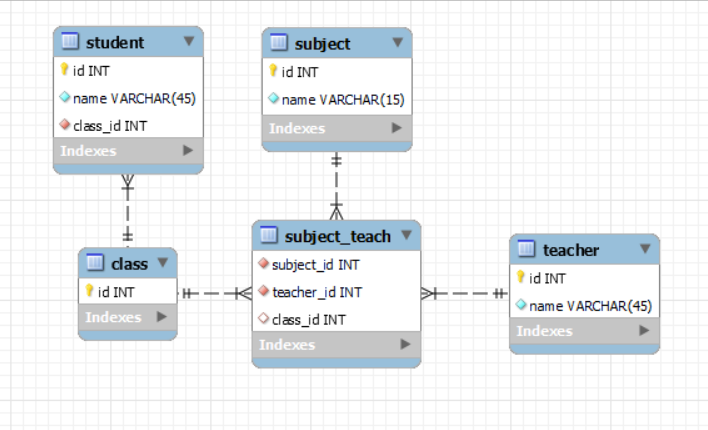 student
id INT
name VARCHAR(45)
class_id INT
Indexes
subject
id INT
name VARCHAR(15)
Indexes
class
id INT
Indexes
subject_teach
subject_id INT
teacher_id INT
class_id INT
Indexes
teacher
id INT
name VARCHAR(45)
Indexes